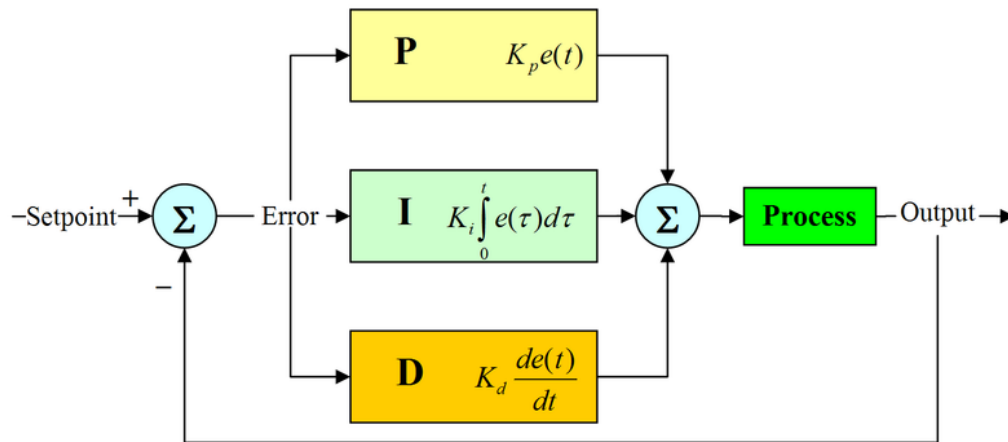 P K_p e(t)
–Setpoint + Σ Error I K_i ∫_0^t e(τ)dτ Σ Process Output
−
D K_d de(t)/dt